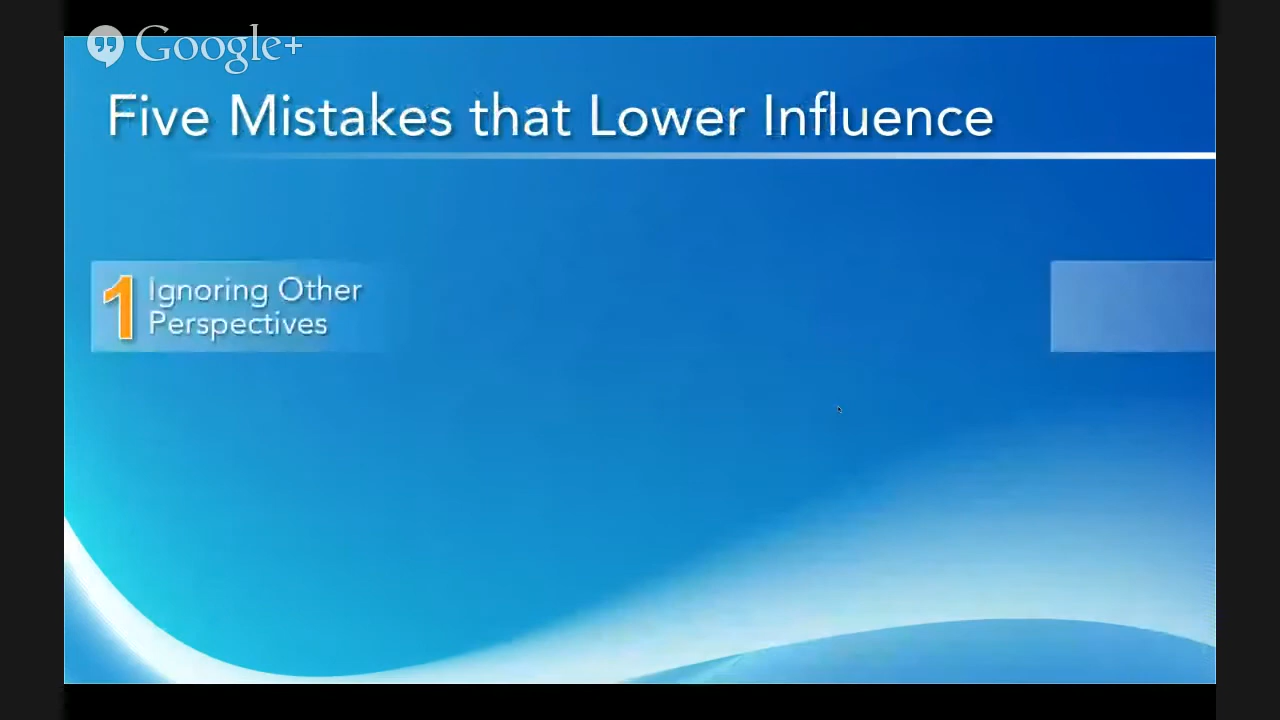 Google+
Five Mistakes that Lower Influence
1 Ignoring Other
Perspectives